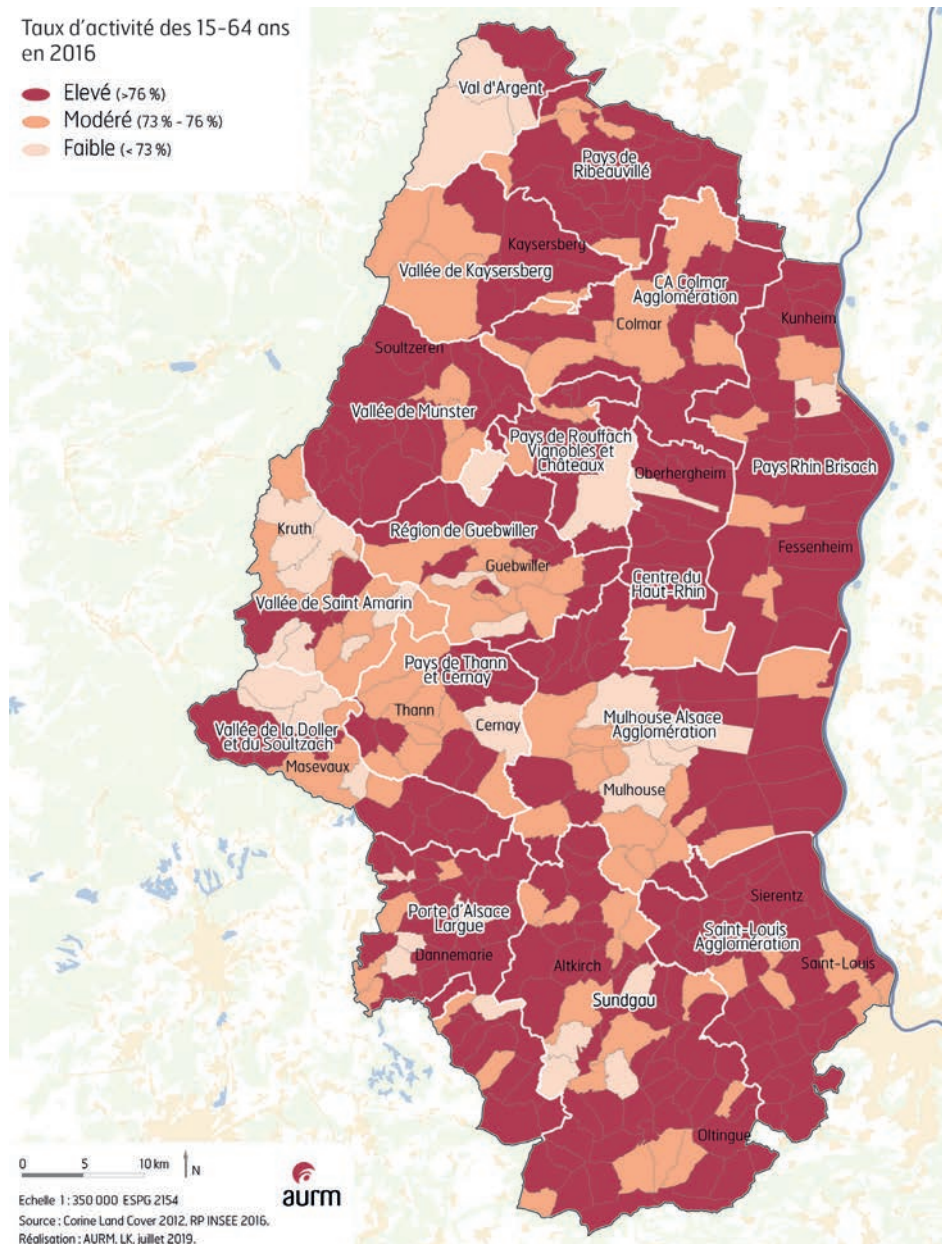 Taux d'activité des 15-64 ans
en 2016
Elevé (>76 %)
Modéré (73 % - 76 %)
Faible (< 73 %)
Val d'Argent
Pays de
Ribeauvillé
Kaysersberg
Vallée de Kaysersberg
CA Colmar
Agglomération
Colmar
Kunheim
Soultzeren
Vallée de Munster
Pays de Rouffach
Vignobles et
Châteaux
Oberhergheim
Pays Rhin Brisach
Kruth
Région de Guebwiller
Guebwiller
Fessenheim
Centre du
Haut-Rhin
Vallée de Saint Amarin
Pays de Thann
et Cernay
Thann
Cernay
Mulhouse Alsace
Agglomération
Vallée de la Doller
et du Soultzach
Masevaux
Mulhouse
Sierentz
Porte d'Alsace
Largue
Saint-Louis
Agglomération
Dannemarie
Altkirch
Saint-Louis
Sundgau
Oltingue
0 5 10 km N
aurm
Echelle 1 : 350 000 ESPG 2154
Source : Corine Land Cover 2012, RP INSEE 2016.
Réalisation : AURM, LK, juillet 2019.